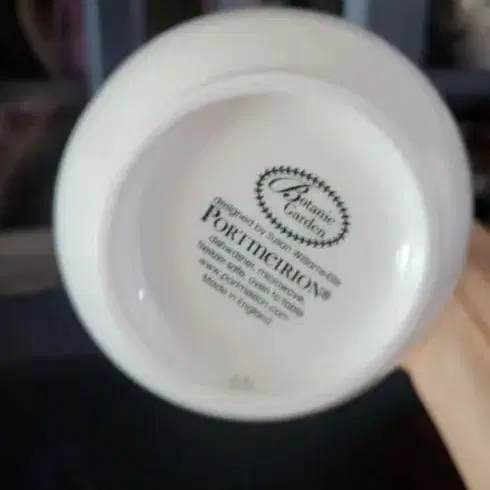 Botanic
Garden
designed by Susan Williams-Ellis
PORTMEIRION®
dishwasher, microwave,
freezer safe, oven to table
www.portmeirion.com
Made in England